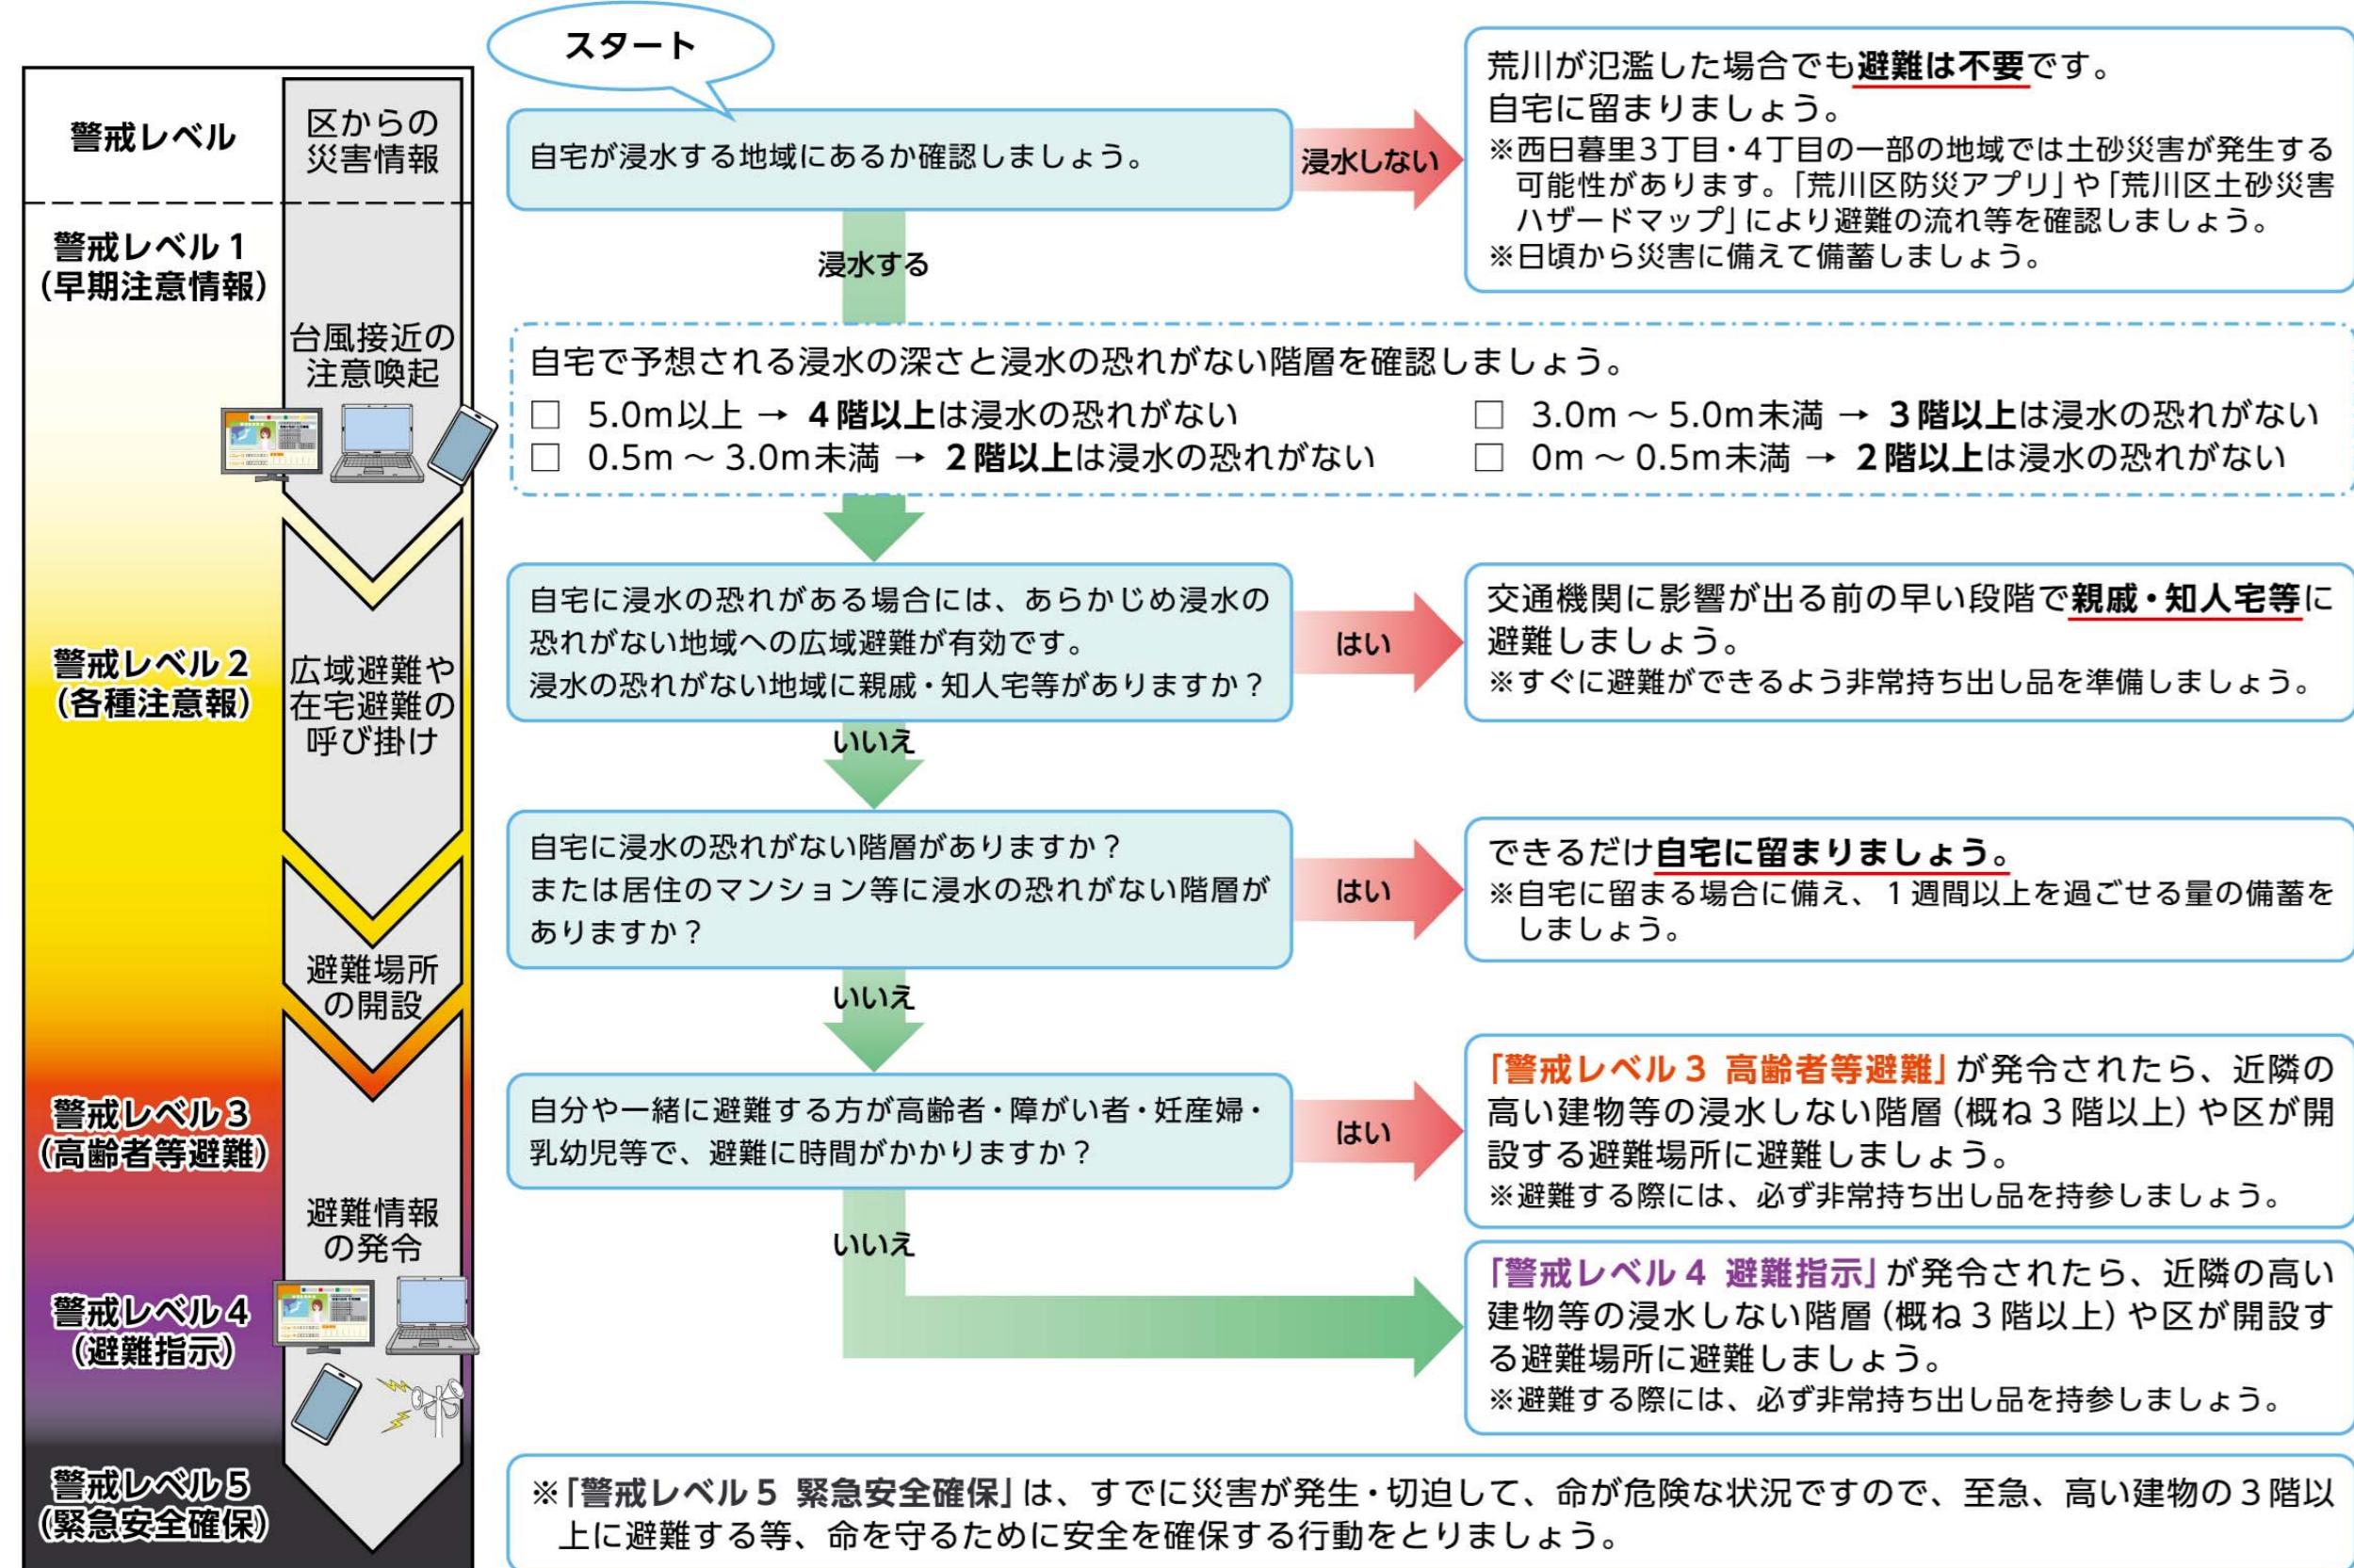 警戒レベル
区からの
災害情報
警戒レベル1
(早期注意情報)
台風接近の
注意喚起
警戒レベル2
(各種注意報)
広域避難や
在宅避難の
呼び掛け
避難場所
の開設
警戒レベル3
(高齢者等避難)
避難情報
の発令
警戒レベル4
(避難指示)
警戒レベル5
(緊急安全確保)
スタート
自宅が浸水する地域にあるか確認しましょう。
浸水しない
荒川が氾濫した場合でも避難は不要です。
自宅に留まりましょう。
※西日暮里3丁目・4丁目の一部の地域では土砂災害が発生する
可能性があります。「荒川区防災アプリ」や「荒川区土砂災害
ハザードマップ」により避難の流れ等を確認しましょう。
※日頃から災害に備えて備蓄しましょう。
浸水する
自宅で予想される浸水の深さと浸水の恐れがない階層を確認しましょう。
□ 5.0m以上 → 4階以上は浸水の恐れがない
□ 3.0m ～ 5.0m未満 → 3階以上は浸水の恐れがない
□ 0.5m ～ 3.0m未満 → 2階以上は浸水の恐れがない
□ 0m ～ 0.5m未満 → 2階以上は浸水の恐れがない
自宅に浸水の恐れがある場合には、あらかじめ浸水の
恐れがない地域への広域避難が有効です。
浸水の恐れがない地域に親戚・知人宅等がありますか？
はい
交通機関に影響が出る前の早い段階で親戚・知人宅等に
避難しましょう。
※すぐに避難ができるよう非常持ち出し品を準備しましょう。
いいえ
自宅に浸水の恐れがない階層がありますか？
または居住のマンション等に浸水の恐れがない階層が
ありますか？
はい
できるだけ自宅に留まりましょう。
※自宅に留まる場合に備え、1週間以上を過ごせる量の備蓄を
しましょう。
いいえ
自分や一緒に避難する方が高齢者・障がい者・妊産婦・
乳幼児等で、避難に時間がかかりますか？
はい
「警戒レベル3 高齢者等避難」が発令されたら、近隣の
高い建物等の浸水しない階層(概ね3階以上)や区が開
設する避難場所に避難しましょう。
※避難する際には、必ず非常持ち出し品を持参しましょう。
いいえ
「警戒レベル4 避難指示」が発令されたら、近隣の高い
建物等の浸水しない階層(概ね3階以上)や区が開設す
る避難場所に避難しましょう。
※避難する際には、必ず非常持ち出し品を持参しましょう。
※「警戒レベル5 緊急安全確保」は、すでに災害が発生・切迫して、命が危険な状況ですので、至急、高い建物の3階以
上に避難する等、命を守るために安全を確保する行動をとりましょう。